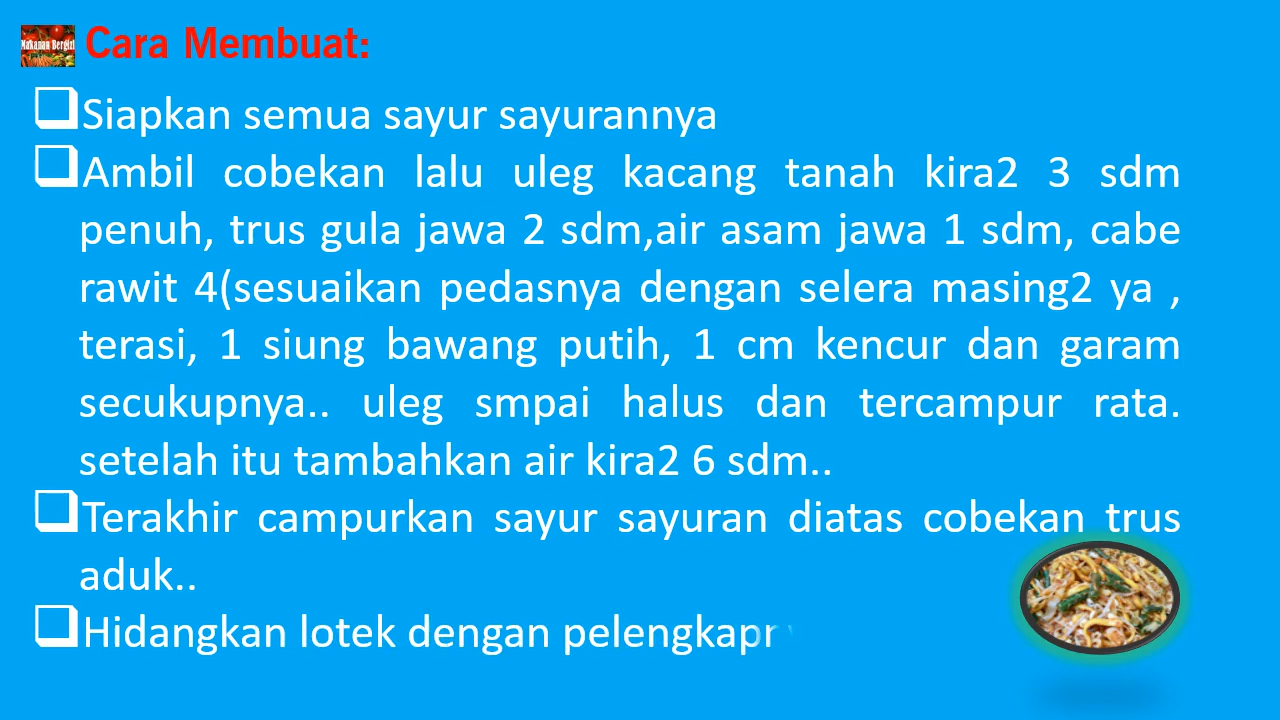 Makanan Bergizi
Cara Membuat:
Siapkan semua sayur sayurannya
Ambil cobekan lalu uleg kacang tanah kira2 3 sdm
penuh, trus gula jawa 2 sdm,air asam jawa 1 sdm, cabe
rawit 4(sesuaikan pedasnya dengan selera masing2 ya ,
terasi, 1 siung bawang putih, 1 cm kencur dan garam
secukupnya.. uleg smpai halus dan tercampur rata.
setelah itu tambahkan air kira2 6 sdm..
Terakhir campurkan sayur sayuran diatas cobekan trus
aduk..
Hidangkan lotek dengan